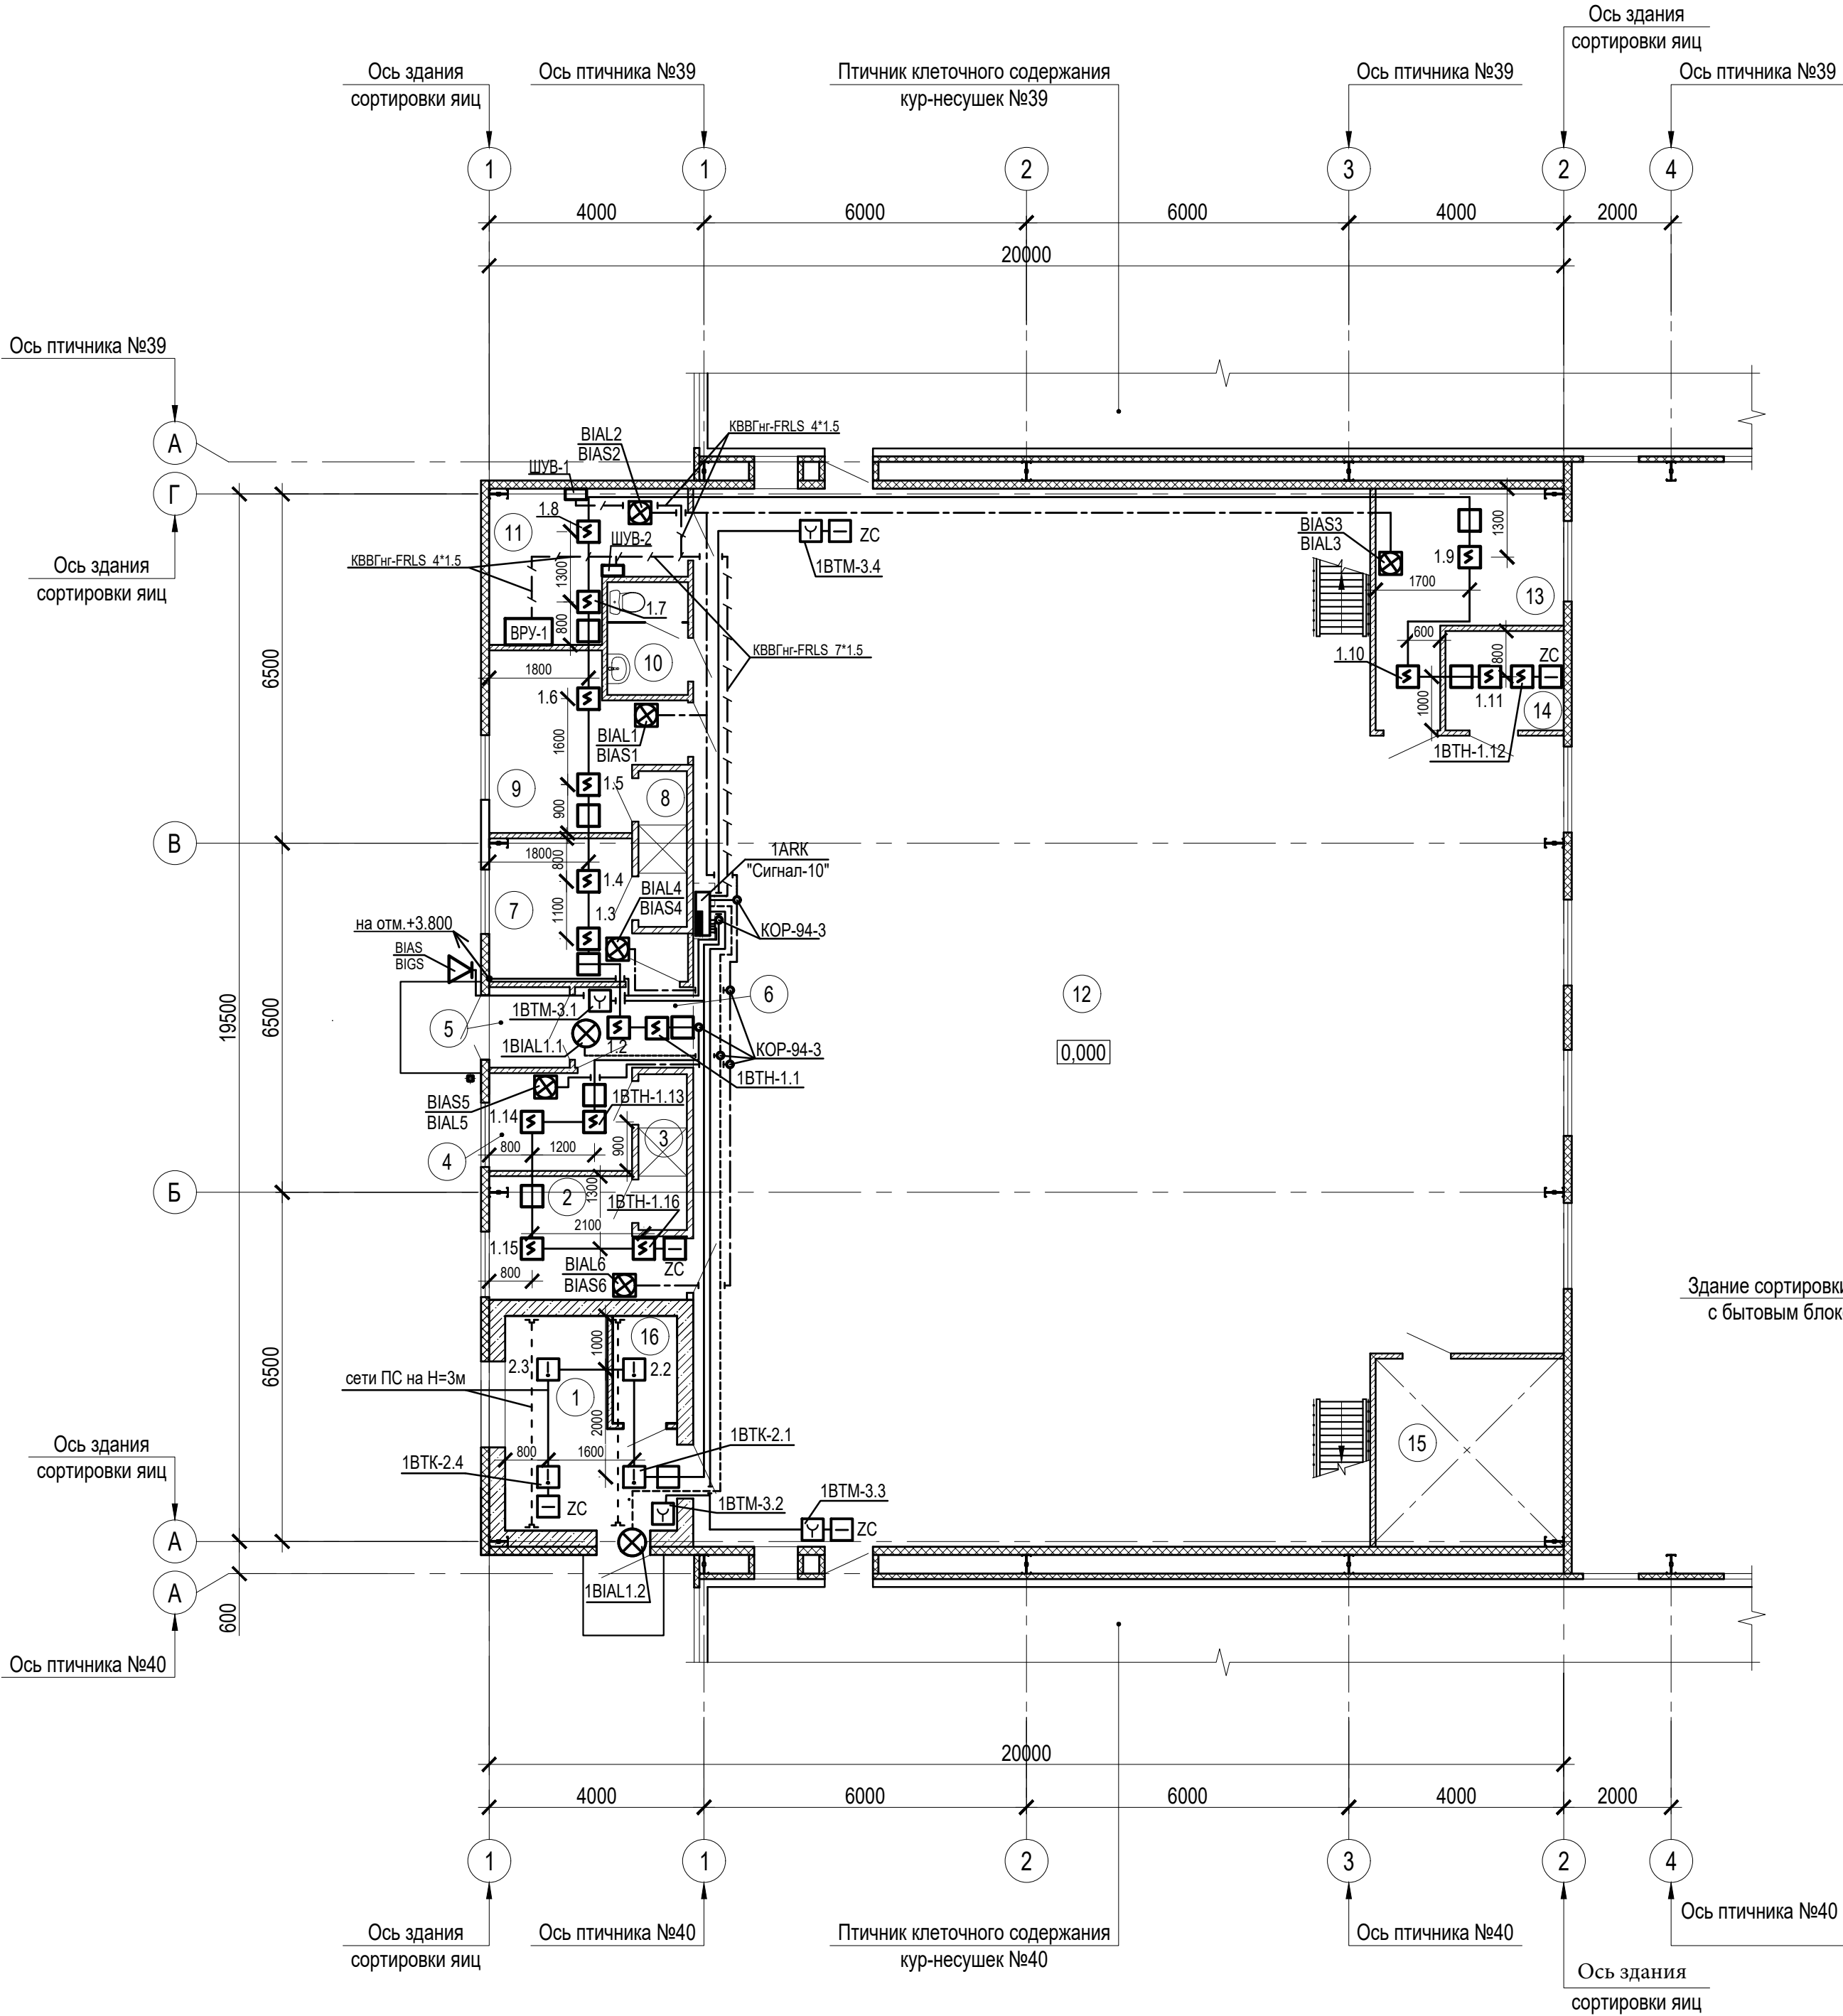 Ось здания
сортировки яиц
Ось здания
сортировки яиц
Ось птичника №39
Птичник клеточного содержания
кур-несушек №39
Ось птичника №39
Ось птичника №39
1
1
2
3
2
4
4000
6000
6000
4000
2000
20000
Ось птичника №39
А
Г
Ось здания
сортировки яиц
КВВГнг-FRLS 4*1.5
BIAL2
BIAS2
ШУВ-1
1.8
11
ШУВ-2
КВВГнг-FRLS 4*1.5
1300
1.7
800
ВРУ-1
10
КВВГнг-FRLS 7*1.5
ZC
1ВТМ-3.4
BIAS3
BIAL3
1.9
1300
1700
13
600
1.10
800
ZC
1.11
1000
14
1ВТН-1.12
6500
1800
1.6
BIAL1
BIAS1
1600
1.5
9
8
900
В
1800
800
1.4
1ARK
"Сигнал-10"
BIAL4
BIAS4
7
1100
1.3
КОР-94-3
на отм.+3.800
BIAS
BIGS
19500
6500
1ВТМ-3.1
5
6
12
1BIAL1.1
1.2
КОР-94-3
0,000
1ВТН-1.1
BIAS5
BIAL5
1ВТН-1.13
1.14
3
800
1200
900
4
Б
2
1300
1ВТН-1.16
2100
1.15
ZC
800
BIAL6
BIAS6
Здание сортировки
с бытовым блок
6500
16
1000
2.3
2.2
сети ПС на Н=3м
1
2000
1ВТК-2.1
800
1600
1ВТК-2.4
ZC
1ВТМ-3.2
1ВТМ-3.3
ZC
15
Ось здания
сортировки яиц
А
А
1BIAL1.2
600
Ось птичника №40
20000
4000
6000
6000
4000
2000
1
1
2
3
2
4
Ось здания
сортировки яиц
Ось птичника №40
Птичник клеточного содержания
кур-несушек №40
Ось птичника №40
Ось птичника №40
Ось здания
сортировки яиц